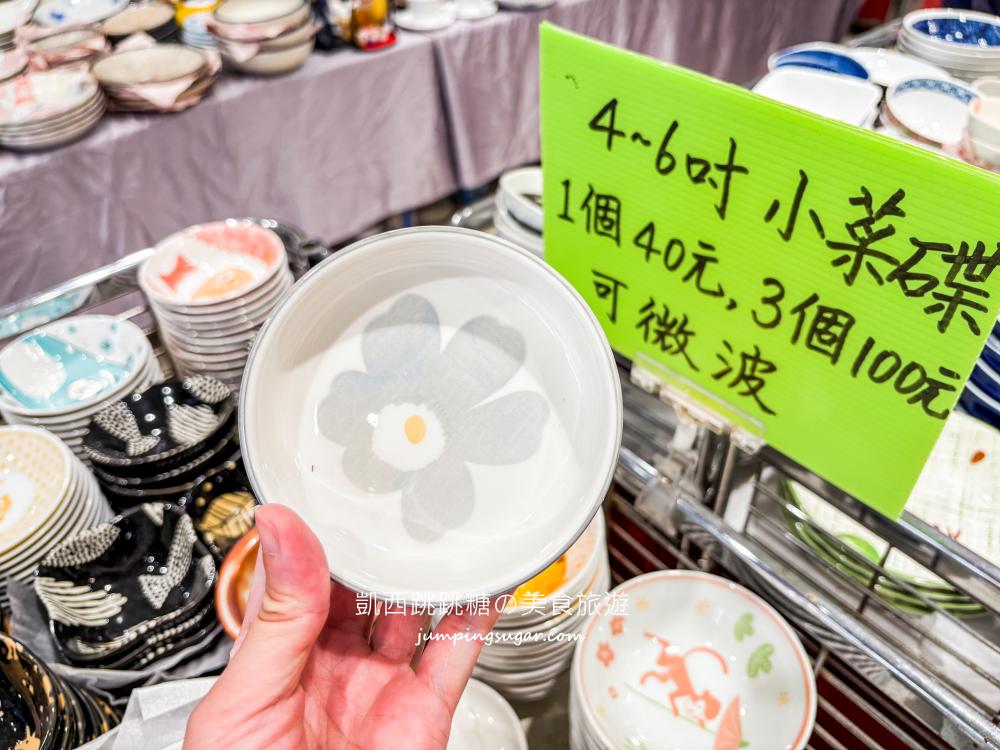 4~6吋 小菜碟
1個40元,3個100元
可微波
凱西跳跳糖の美食旅遊
jumpingsugar.com